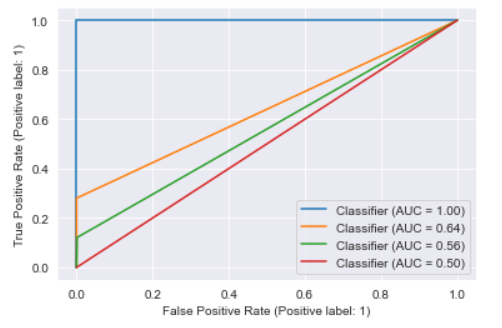 1.0
0.8
0.6
0.4
0.2
0.0
True Positive Rate (Positive label: 1)
Classifier (AUC = 1.00)
Classifier (AUC = 0.64)
Classifier (AUC = 0.56)
Classifier (AUC = 0.50)
0.0 0.2 0.4 0.6 0.8 1.0
False Positive Rate (Positive label: 1)